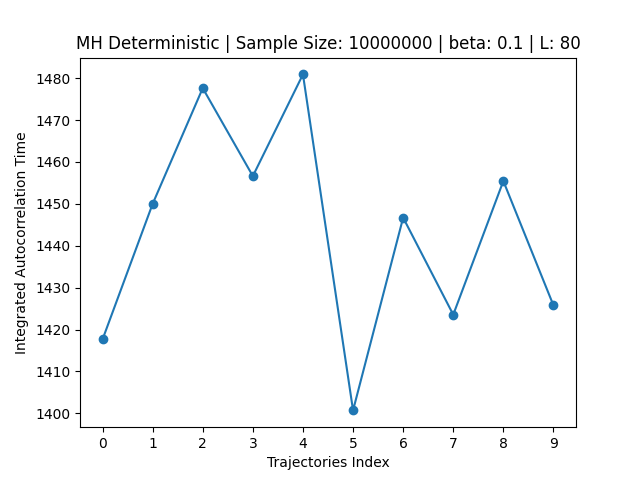 MH Deterministic | Sample Size: 10000000 | beta: 0.1 | L: 80
Integrated Autocorrelation Time
1480
1470
1460
1450
1440
1430
1420
1410
1400
0 1 2 3 4 5 6 7 8 9
Trajectories Index